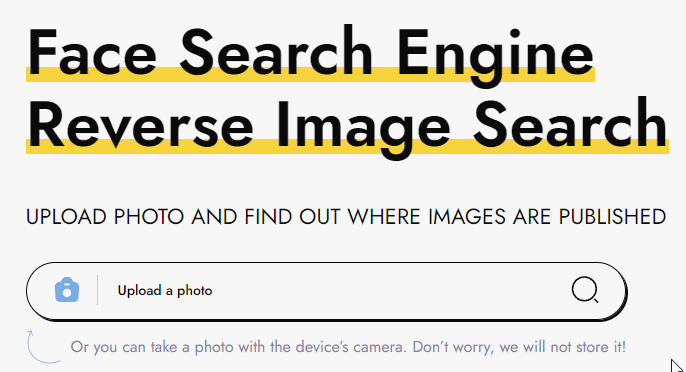 Face Search Engine
Reverse Image Search
UPLOAD PHOTO AND FIND OUT WHERE IMAGES ARE PUBLISHED
Upload a photo
Or you can take a photo with the device’s camera. Don’t worry, we will not store it!